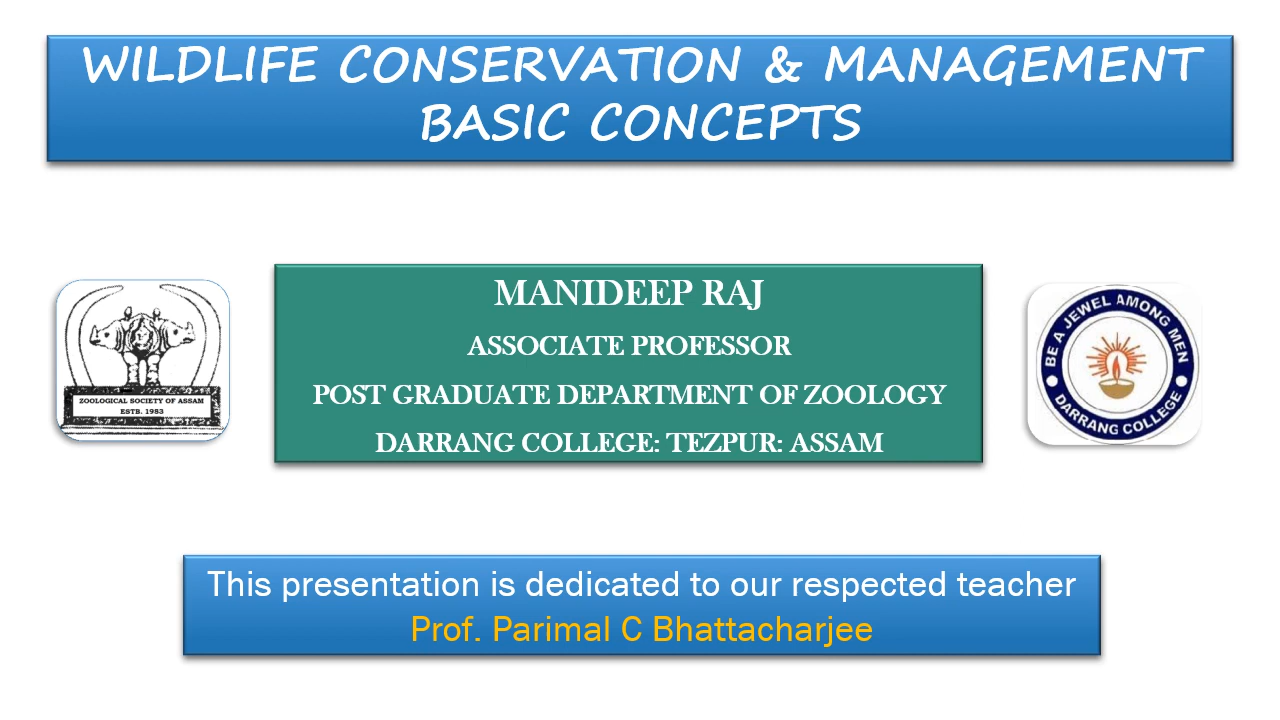 WILDLIFE CONSERVATION & MANAGEMENT
BASIC CONCEPTS
MANIDEEP RAJ
ASSOCIATE PROFESSOR
POST GRADUATE DEPARTMENT OF ZOOLOGY
DARRANG COLLEGE: TEZPUR: ASSAM
ZOOLOGICAL SOCIETY OF ASSAM
ESTB. 1983
BE A JEWEL AMONG MEN
DARRANG COLLEGE
This presentation is dedicated to our respected teacher
Prof. Parimal C Bhattacharjee